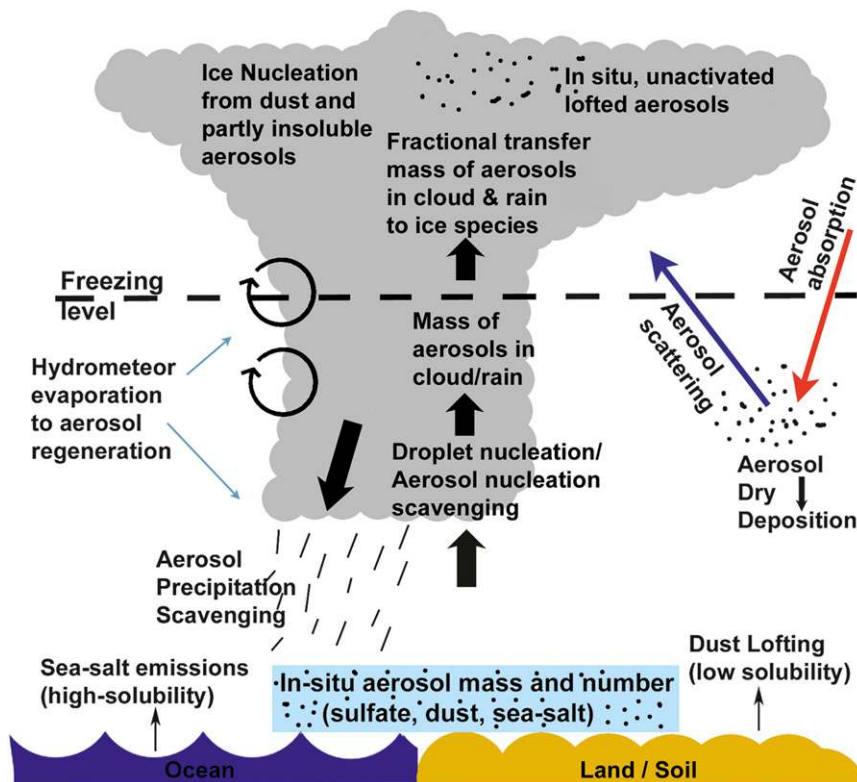 Ice Nucleation
from dust and
partly insoluble
aerosols
In situ, unactivated
lofted aerosols
Fractional transfer
mass of aerosols
in cloud & rain
to ice species
Aerosol
absorption
Freezing
level
Aerosol
scattering
Mass of
aerosols in
cloud/rain
Hydrometeor
evaporation
to aerosol
regeneration
Droplet nucleation/
Aerosol nucleation
scavenging
Aerosol
Dry
Deposition
Aerosol
Precipitation
Scavenging
Sea-salt emissions
(high-solubility)
Dust Lofting
(low solubility)
In-situ aerosol mass and number
(sulfate, dust, sea-salt)
Ocean
Land / Soil